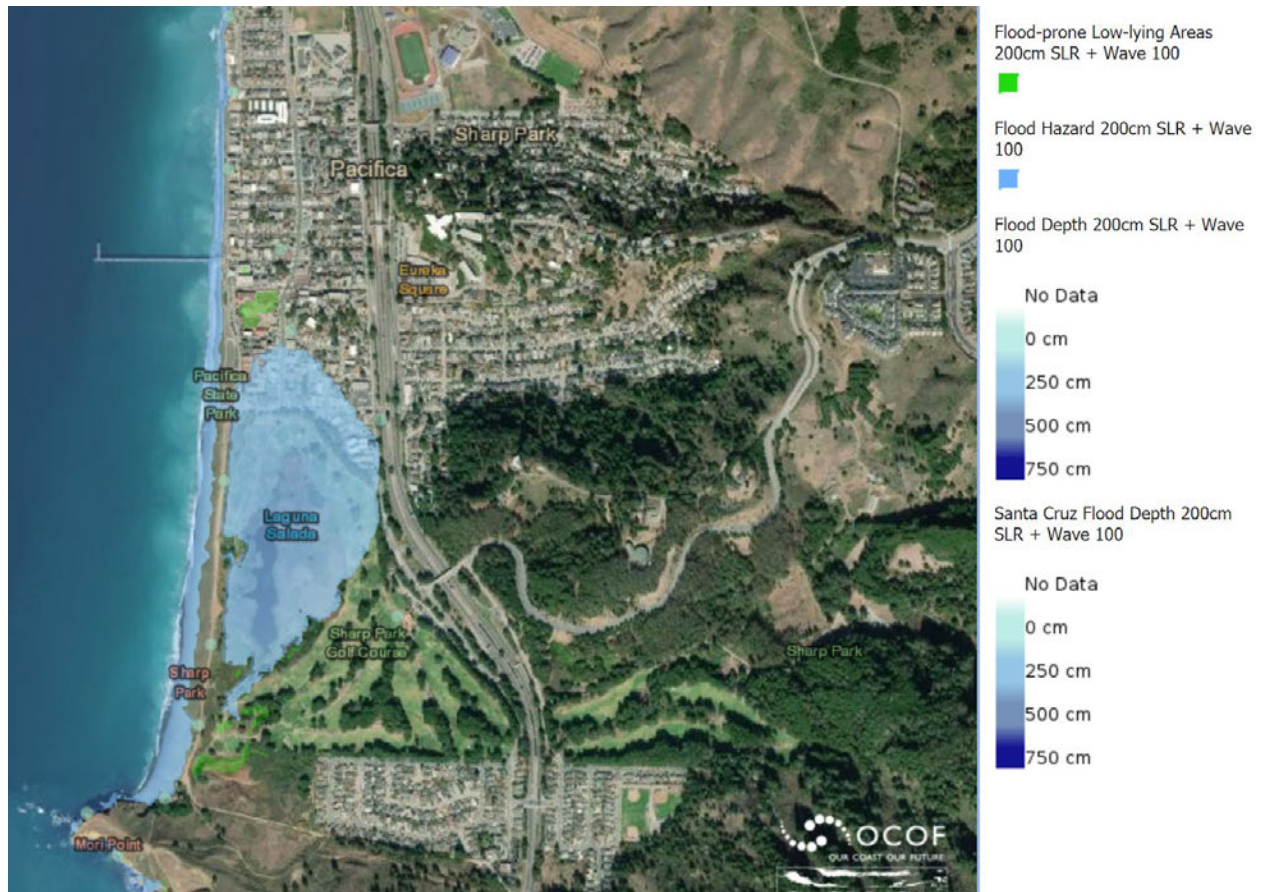 Sharp Park
Pacifica
Eureka
Square
Pacifica
State
Park
Laguna
Salada
Sharp Park
Golf Course
Sharp Park
Sharp
Park
Mori Point
OCOF
OUR COAST OUR FUTURE
Flood-prone Low-lying Areas
200cm SLR + Wave 100
Flood Hazard 200cm SLR + Wave
100
Flood Depth 200cm SLR + Wave
100
No Data
0 cm
250 cm
500 cm
750 cm
Santa Cruz Flood Depth 200cm
SLR + Wave 100
No Data
0 cm
250 cm
500 cm
750 cm